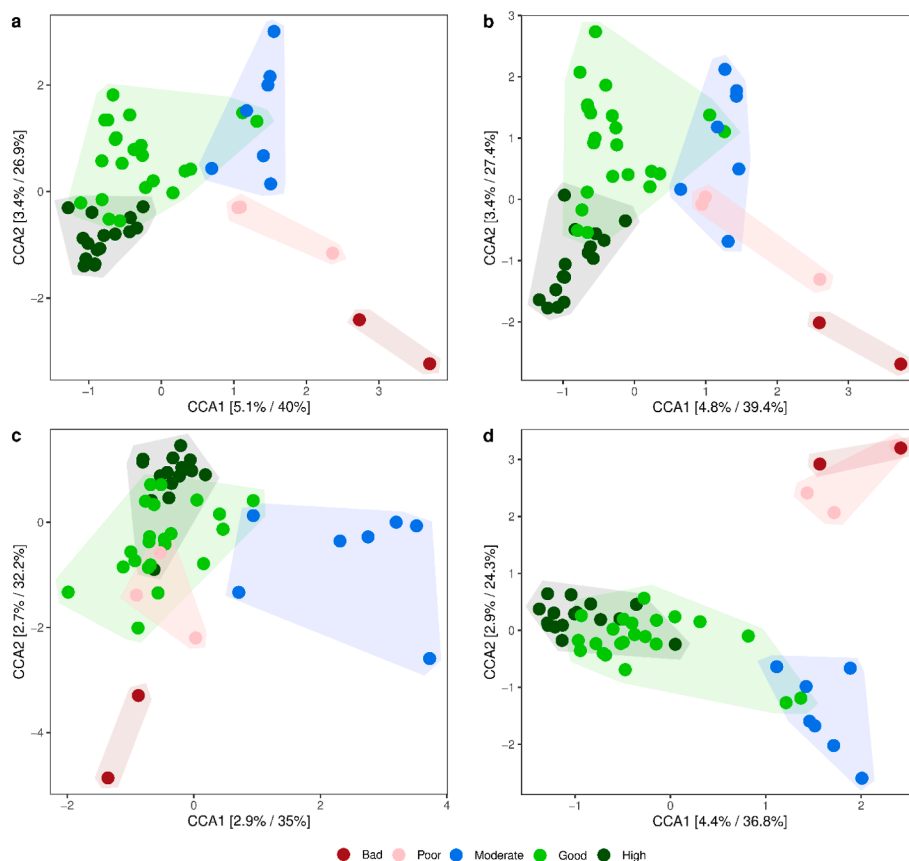 a
CCA2 [3.4% / 26.9%]
2
0
−2
−1
0
1
2
3
CCA1 [5.1% / 40%]
b
CCA2 [3.4% / 27.4%]
3
2
1
0
−1
−2
−1
0
1
2
3
CCA1 [4.8% / 39.4%]
c
CCA2 [2.7% / 32.2%]
0
−2
−4
−2
0
2
4
CCA1 [2.9% / 35%]
d
CCA2 [2.9% / 24.3%]
3
2
1
0
−1
−2
−1
0
1
2
CCA1 [4.4% / 36.8%]
Bad Poor Moderate Good High